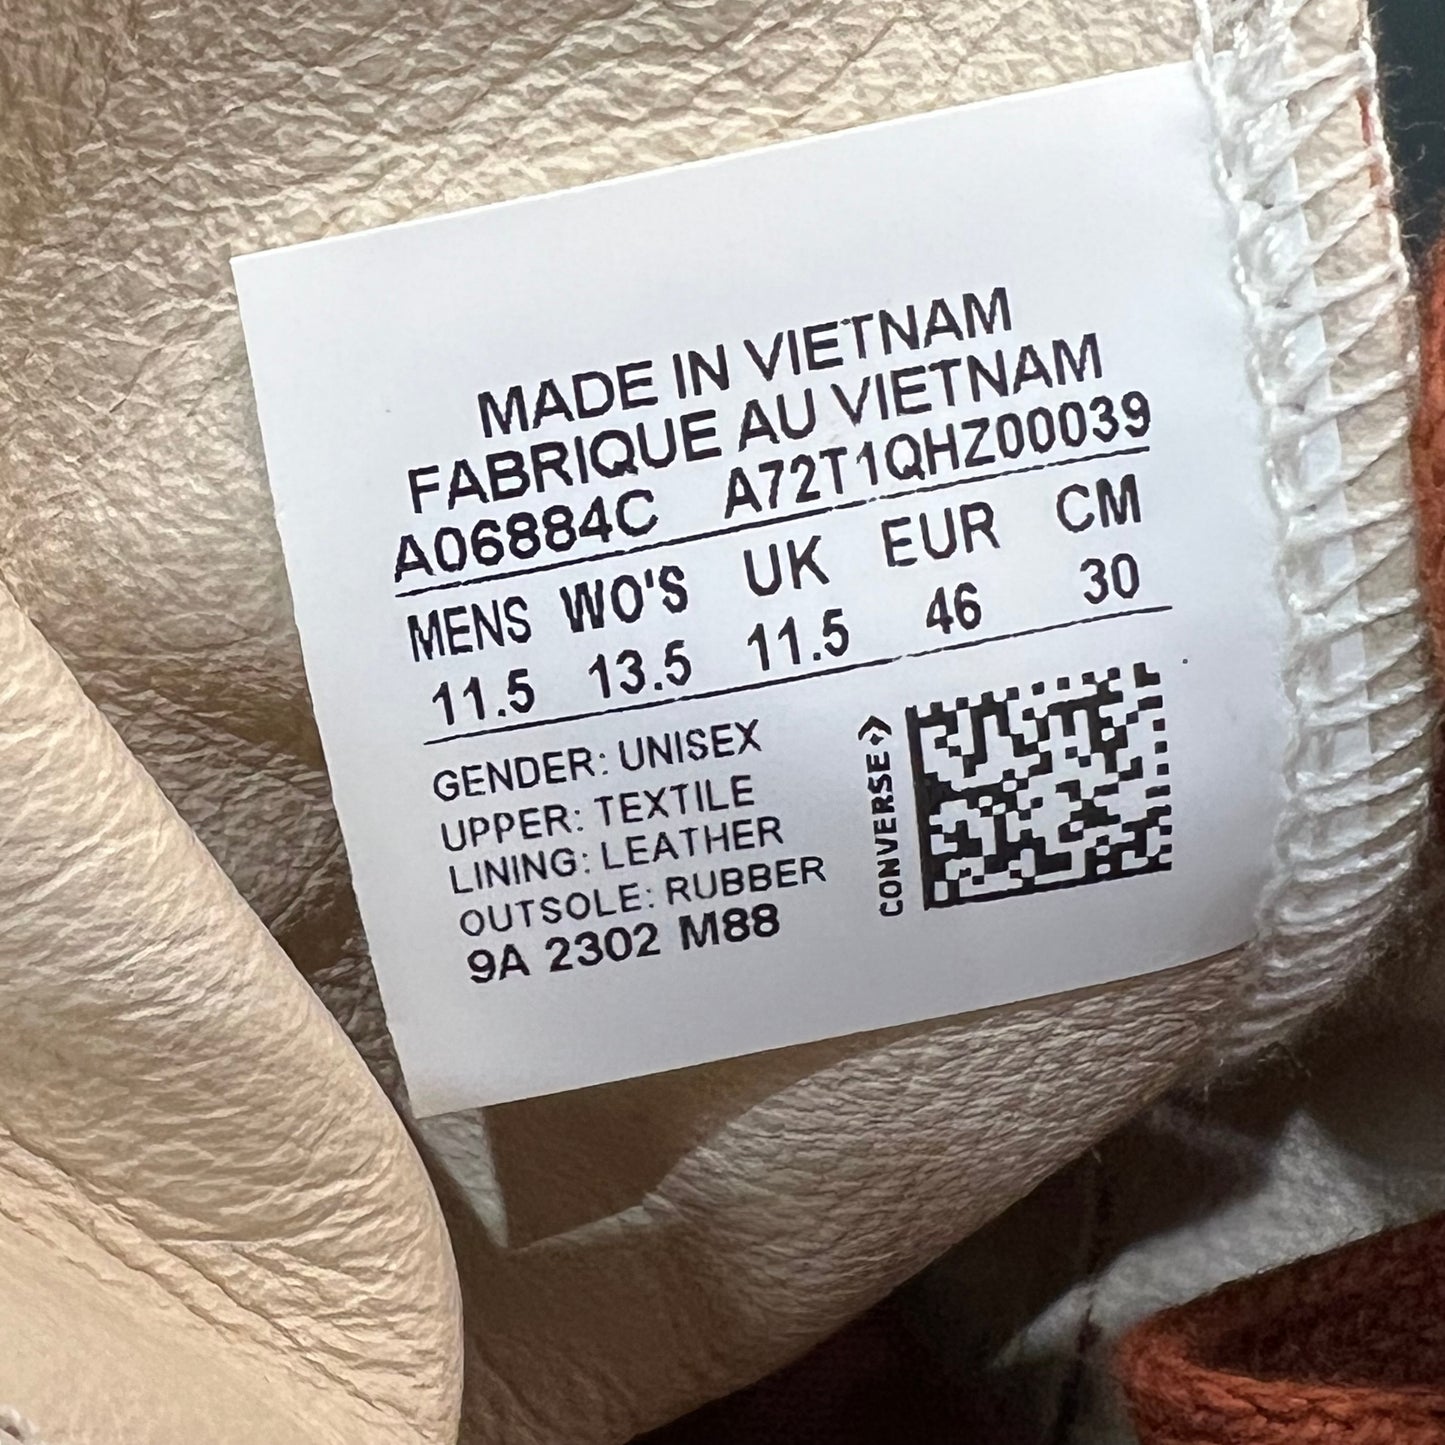 MADE IN VIETNAM
FABRIQUE AU VIETNAM
A06884C A72T1QHZ00039
MENS WO'S UK EUR CM
11.5 13.5 11.5 46 30
GENDER: UNISEX
UPPER: TEXTILE
LINING: LEATHER
OUTSOLE: RUBBER
9A 2302 M88
CONVERSE